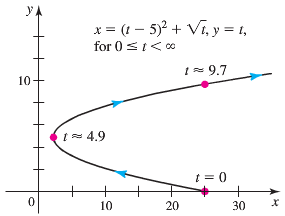 y
x = (t − 5)² + √t, y = t,
for 0 ≤ t < ∞
t ≈ 9.7
10
t ≈ 4.9
t = 0
0
10
20
30
x